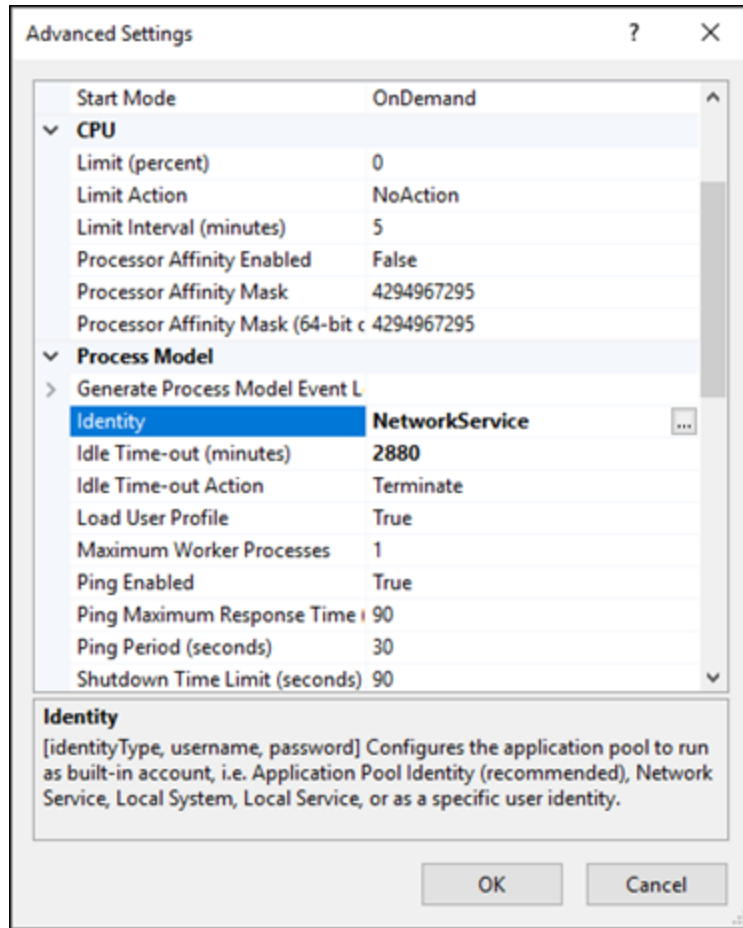 Advanced Settings ? ×
Start Mode OnDemand
CPU
Limit (percent) 0
Limit Action NoAction
Limit Interval (minutes) 5
Processor Affinity Enabled False
Processor Affinity Mask 4294967295
Processor Affinity Mask (64-bit c 4294967295
Process Model
Generate Process Model Event L
Identity NetworkService ...
Idle Time-out (minutes) 2880
Idle Time-out Action Terminate
Load User Profile True
Maximum Worker Processes 1
Ping Enabled True
Ping Maximum Response Time ( 90
Ping Period (seconds) 30
Shutdown Time Limit (seconds) 90
Identity
[identityType, username, password] Configures the application pool to run
as built-in account, i.e. Application Pool Identity (recommended), Network
Service, Local System, Local Service, or as a specific user identity.
OK Cancel